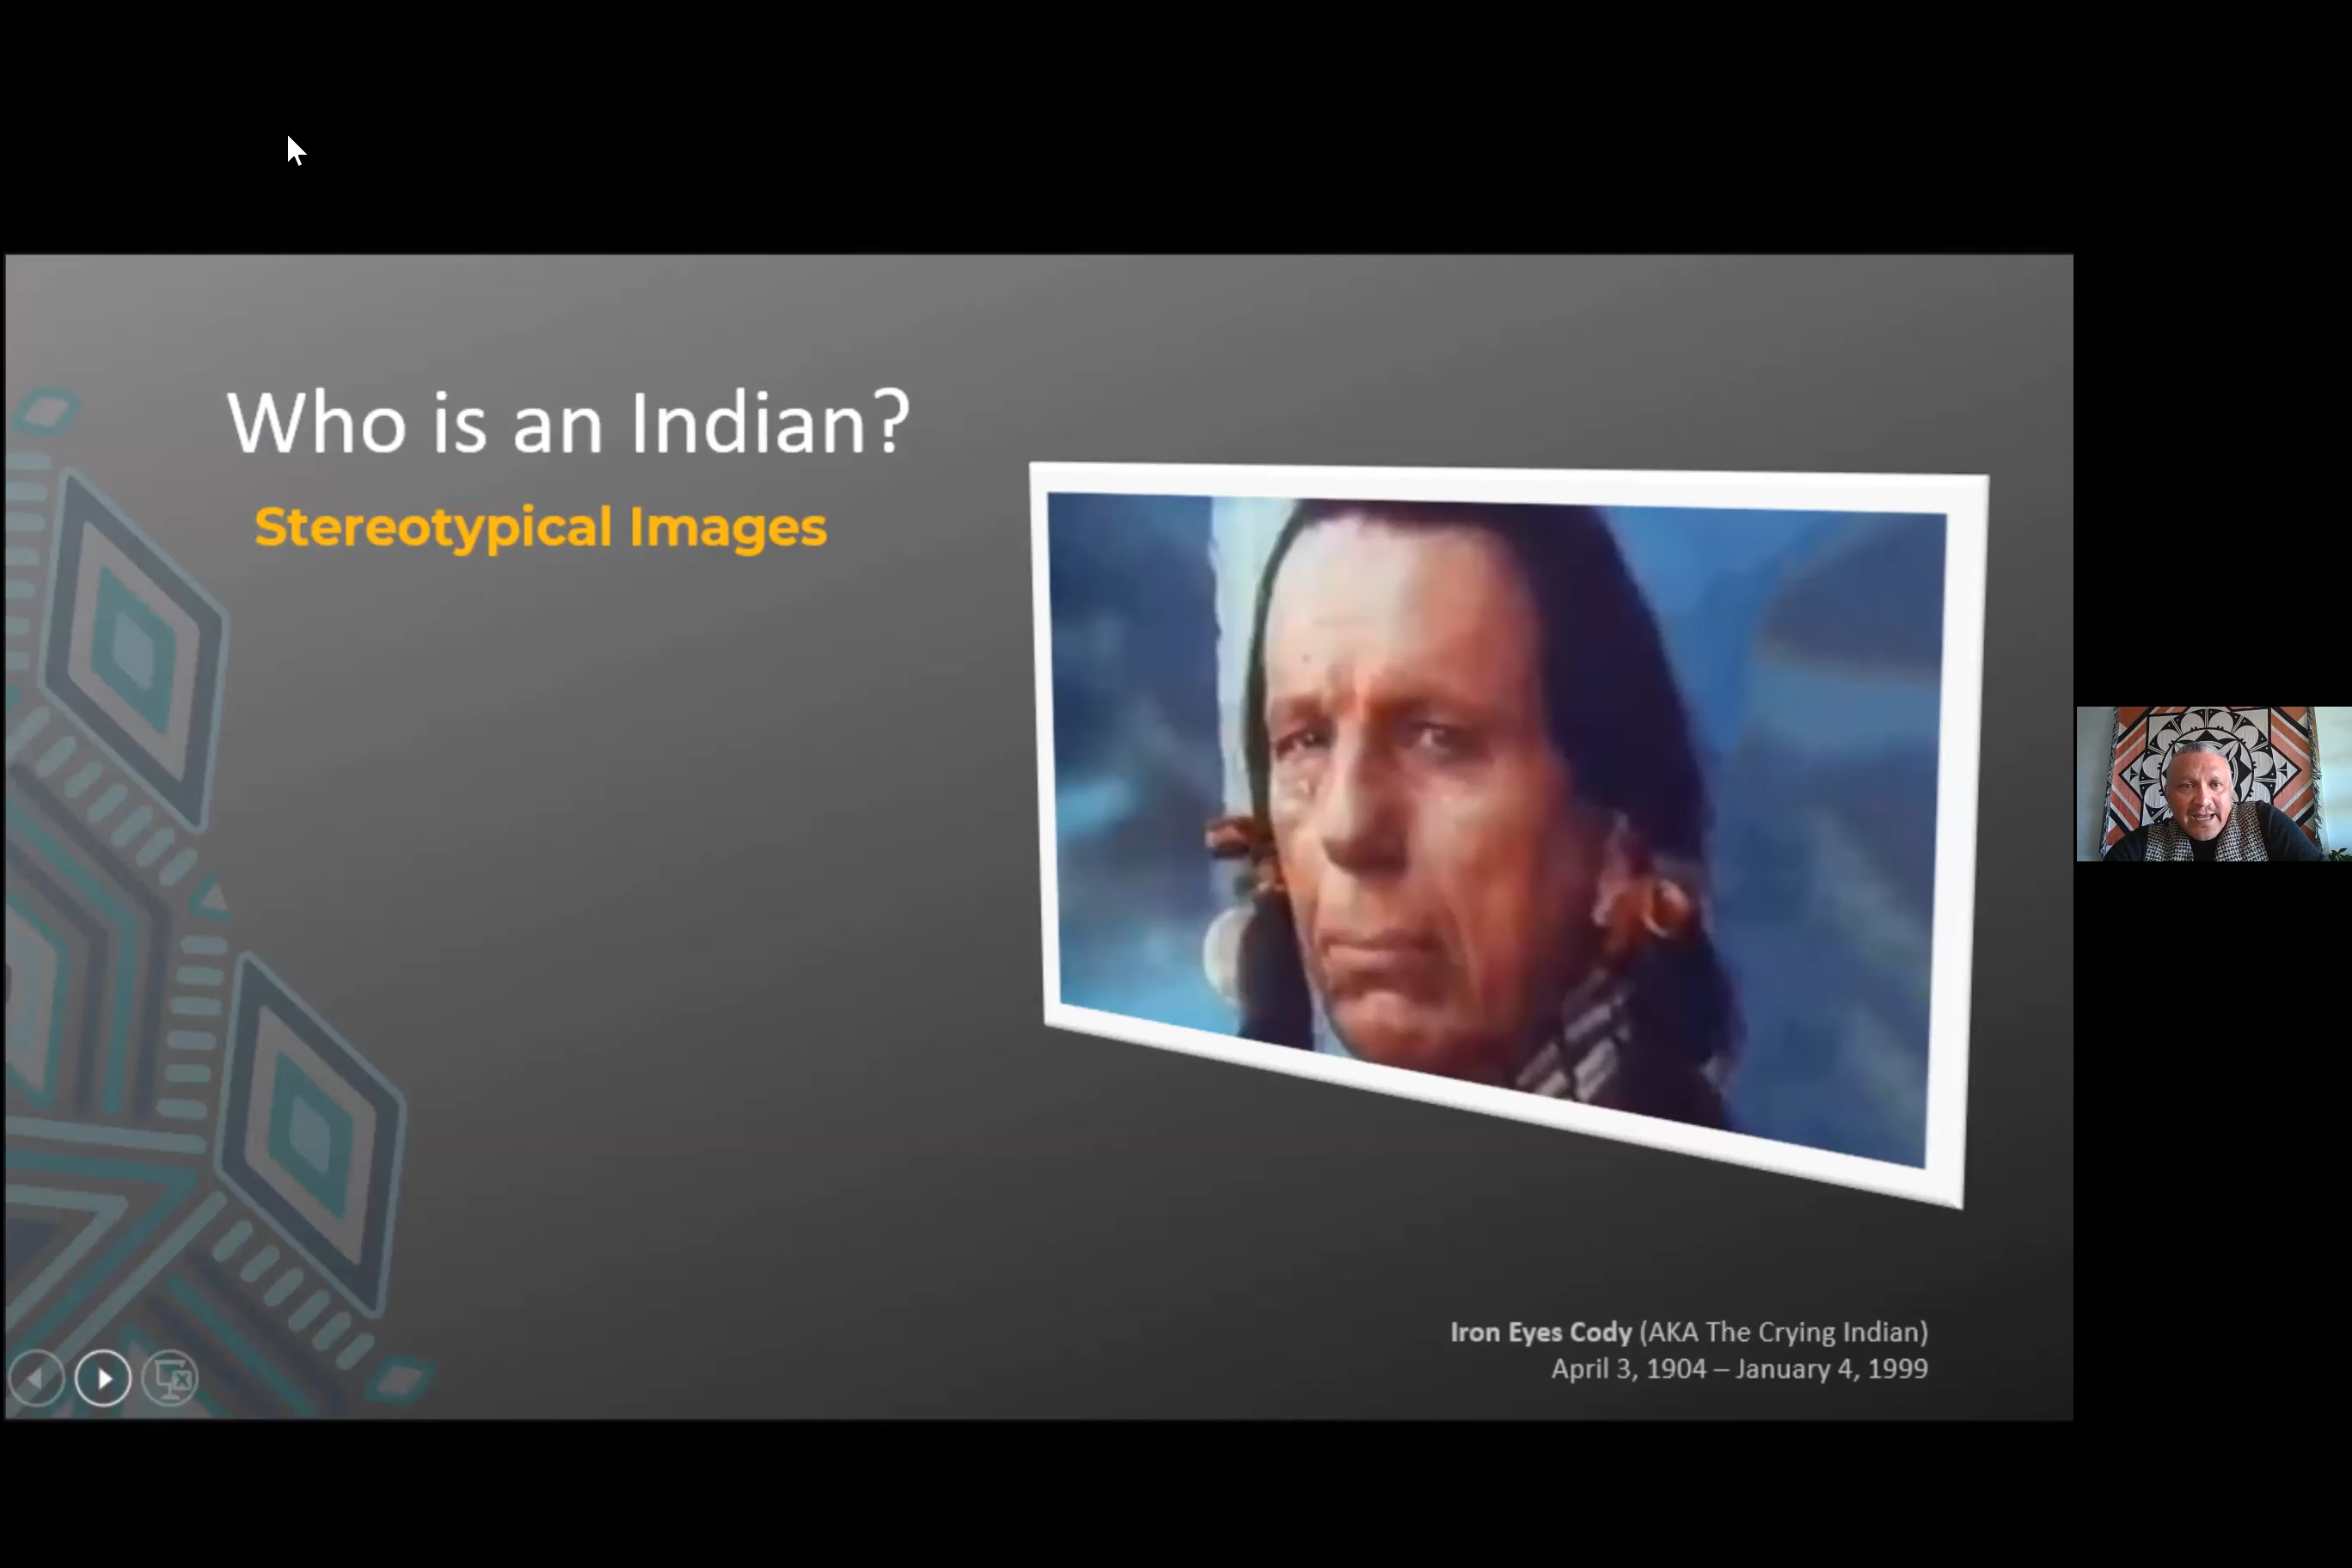 Who is an Indian?
Stereotypical Images
Iron Eyes Cody (AKA The Crying Indian)
April 3, 1904 – January 4, 1999